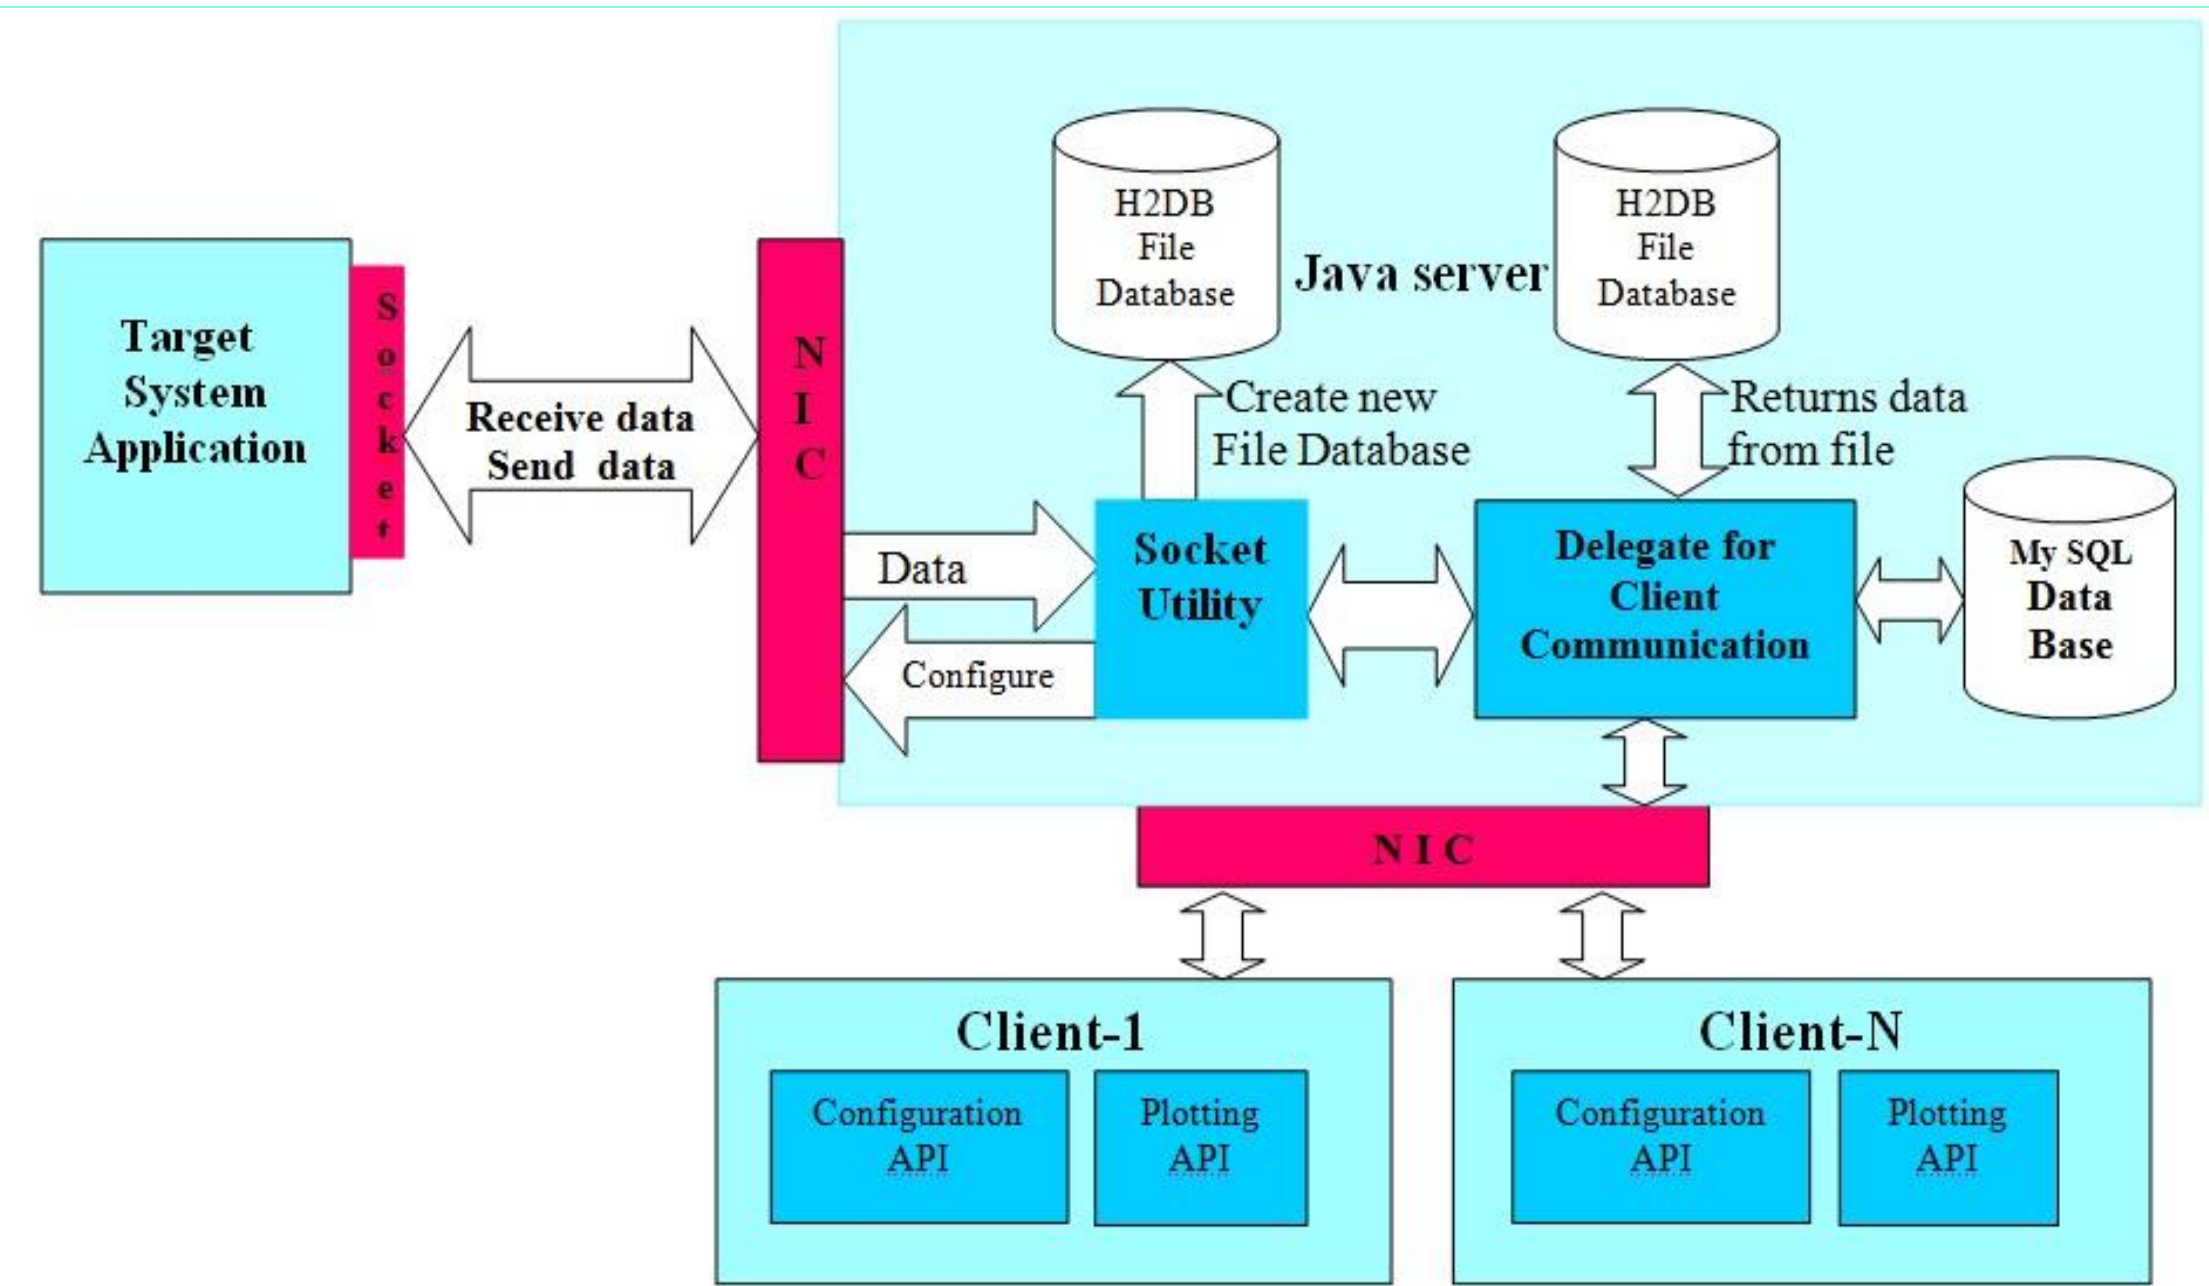 H2DB
File
Database
Java server
H2DB
File
Database
Target
System
Application
Socket
Receive data
Send data
NIC
Create new
File Database
Returns data
from file
Data
Configure
Socket
Utility
Delegate for
Client
Communication
My SQL
Data
Base
N I C
Client-1
Configuration
API
Plotting
API
Client-N
Configuration
API
Plotting
API